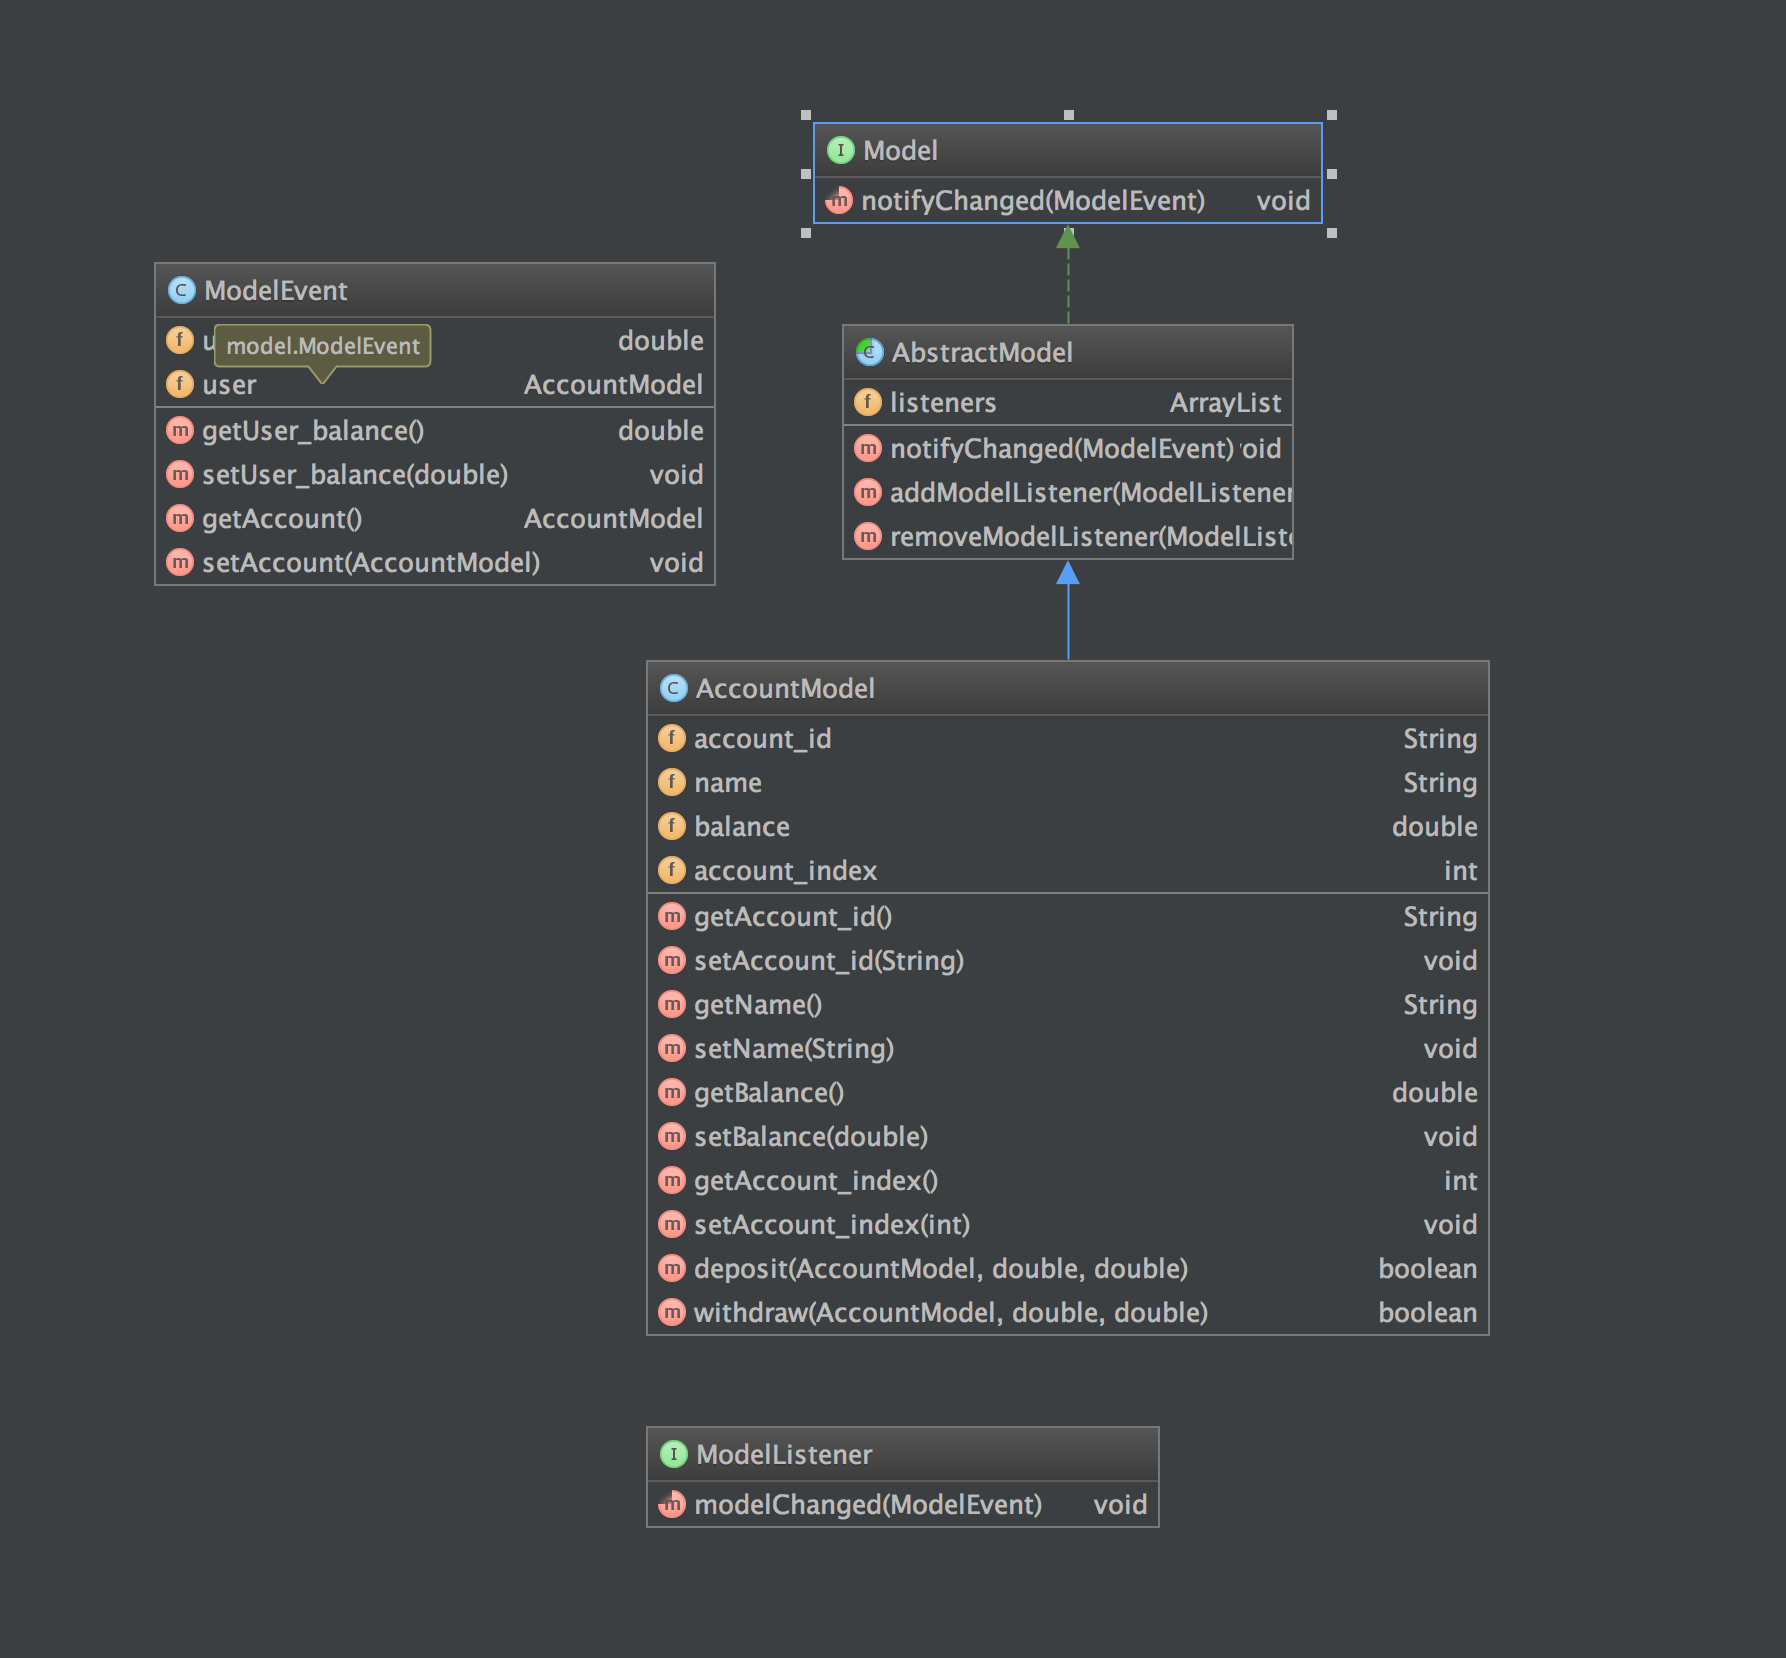 Model
notifyChanged(ModelEvent) void
ModelEvent
double
model.ModelEvent
user AccountModel
getUser_balance() double
setUser_balance(double) void
getAccount() AccountModel
setAccount(AccountModel) void
AbstractModel
listeners ArrayList
notifyChanged(ModelEvent)
addModelListener(ModelListener
removeModelListener(
AccountModel
account_id String
name String
balance double
account_index int
getAccount_id() String
setAccount_id(String) void
getName() String
setName(String) void
getBalance() double
setBalance(double) void
getAccount_index() int
setAccount_index(int) void
deposit(AccountModel, double, double) boolean
withdraw(AccountModel, double, double) boolean
ModelListener
modelChanged(ModelEvent) void